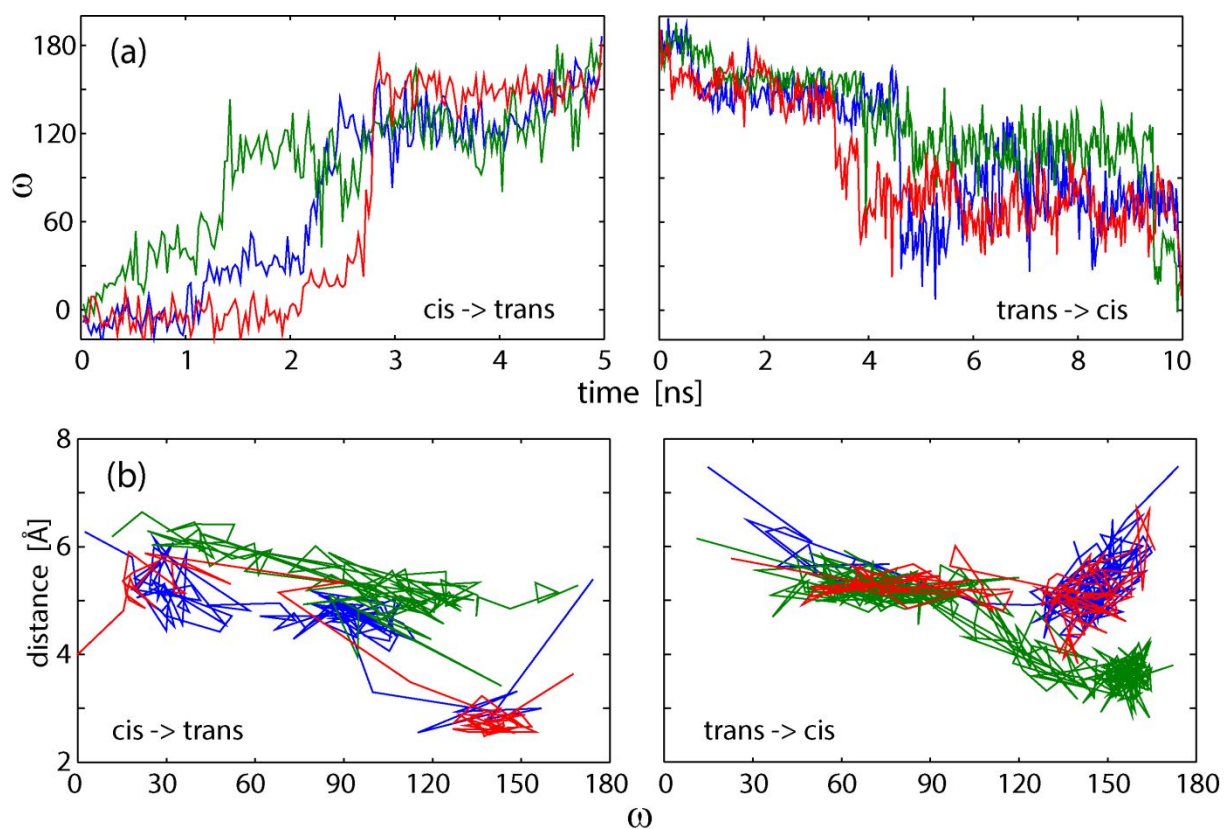 (a)
ω
180
120
60
0
cis -> trans
trans -> cis
0 1 2 3 4 5
0 2 4 6 8 10
time [ns]
(b)
distance [Å]
8
6
4
2
cis -> trans
trans -> cis
0 30 60 90 120 150 180
30 60 90 120 150 180
ω